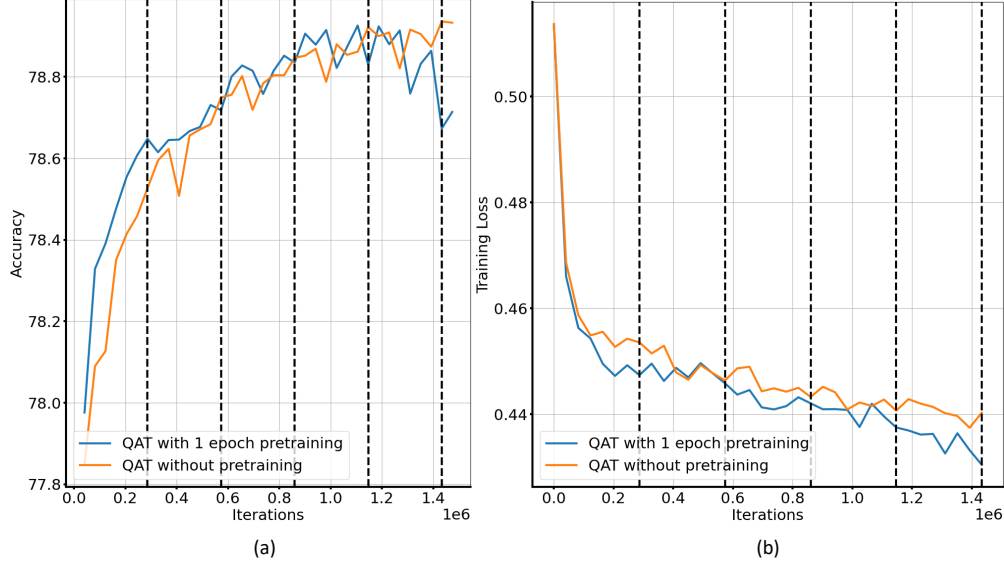 78.8
78.6
78.4
78.2
78.0
77.8
Accuracy
QAT with 1 epoch pretraining
QAT without pretraining
0.0 0.2 0.4 0.6 0.8 1.0 1.2 1.4
1e6
Iterations
(a)
0.50
0.48
0.46
0.44
Training Loss
QAT with 1 epoch pretraining
QAT without pretraining
0.0 0.2 0.4 0.6 0.8 1.0 1.2 1.4
1e6
Iterations
(b)